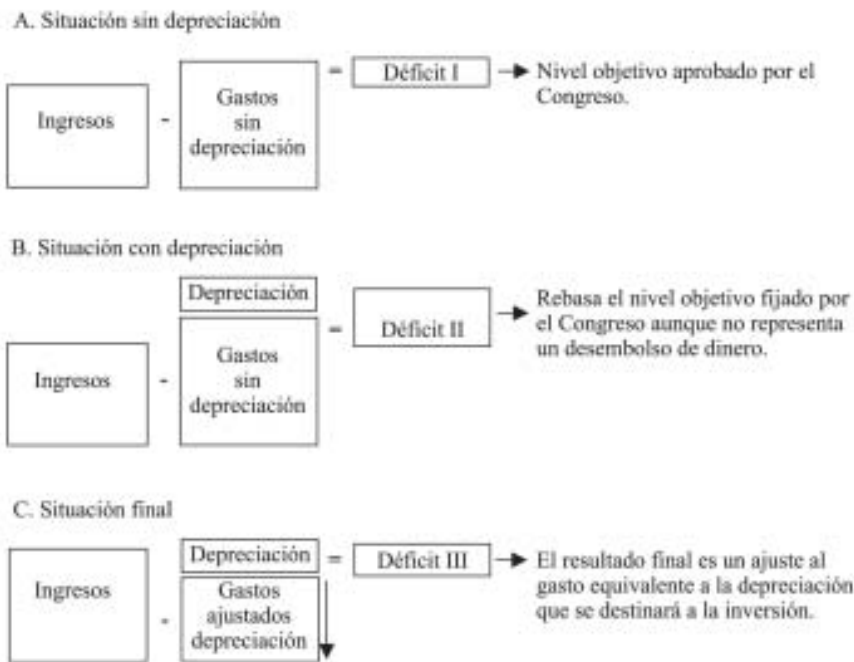 A. Situación sin depreciación
Ingresos
-
Gastos
sin
depreciación
=
Déficit I
Nivel objetivo aprobado por el
Congreso.
B. Situación con depreciación
Ingresos
-
Depreciación
Gastos
sin
depreciación
=
Déficit II
Rebasa el nivel objetivo fijado por
el Congreso aunque no representa
un desembolso de dinero.
C. Situación final
Ingresos
-
Depreciación
Gastos
ajustados
depreciación
=
Déficit III
El resultado final es un ajuste al
gasto equivalente a la depreciación
que se destinará a la inversión.